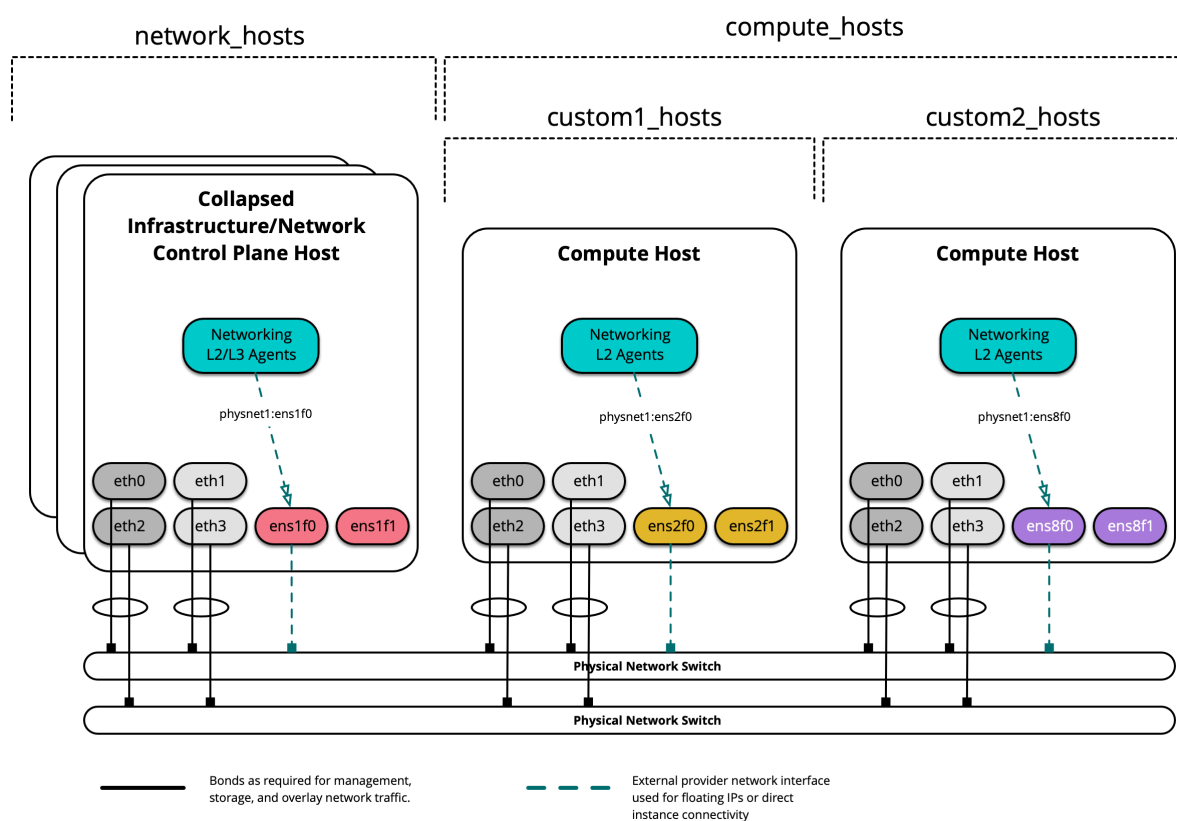 network_hosts
compute_hosts
custom1_hosts
custom2_hosts
Collapsed
Infrastructure/Network
Control Plane Host
Compute Host
Compute Host
Networking
L2/L3 Agents
Networking
L2 Agents
Networking
L2 Agents
physnet1:ens1f0
physnet1:ens2f0
physnet1:ens8f0
eth0
eth1
eth2
eth3
ens1f0
ens1f1
eth0
eth1
eth2
eth3
ens2f0
ens2f1
eth0
eth1
eth2
eth3
ens8f0
ens8f1
Physical Network Switch
Physical Network Switch
Bonds as required for management,
storage, and overlay network traffic.
External provider network interface
used for floating IPs or direct
instance connectivity